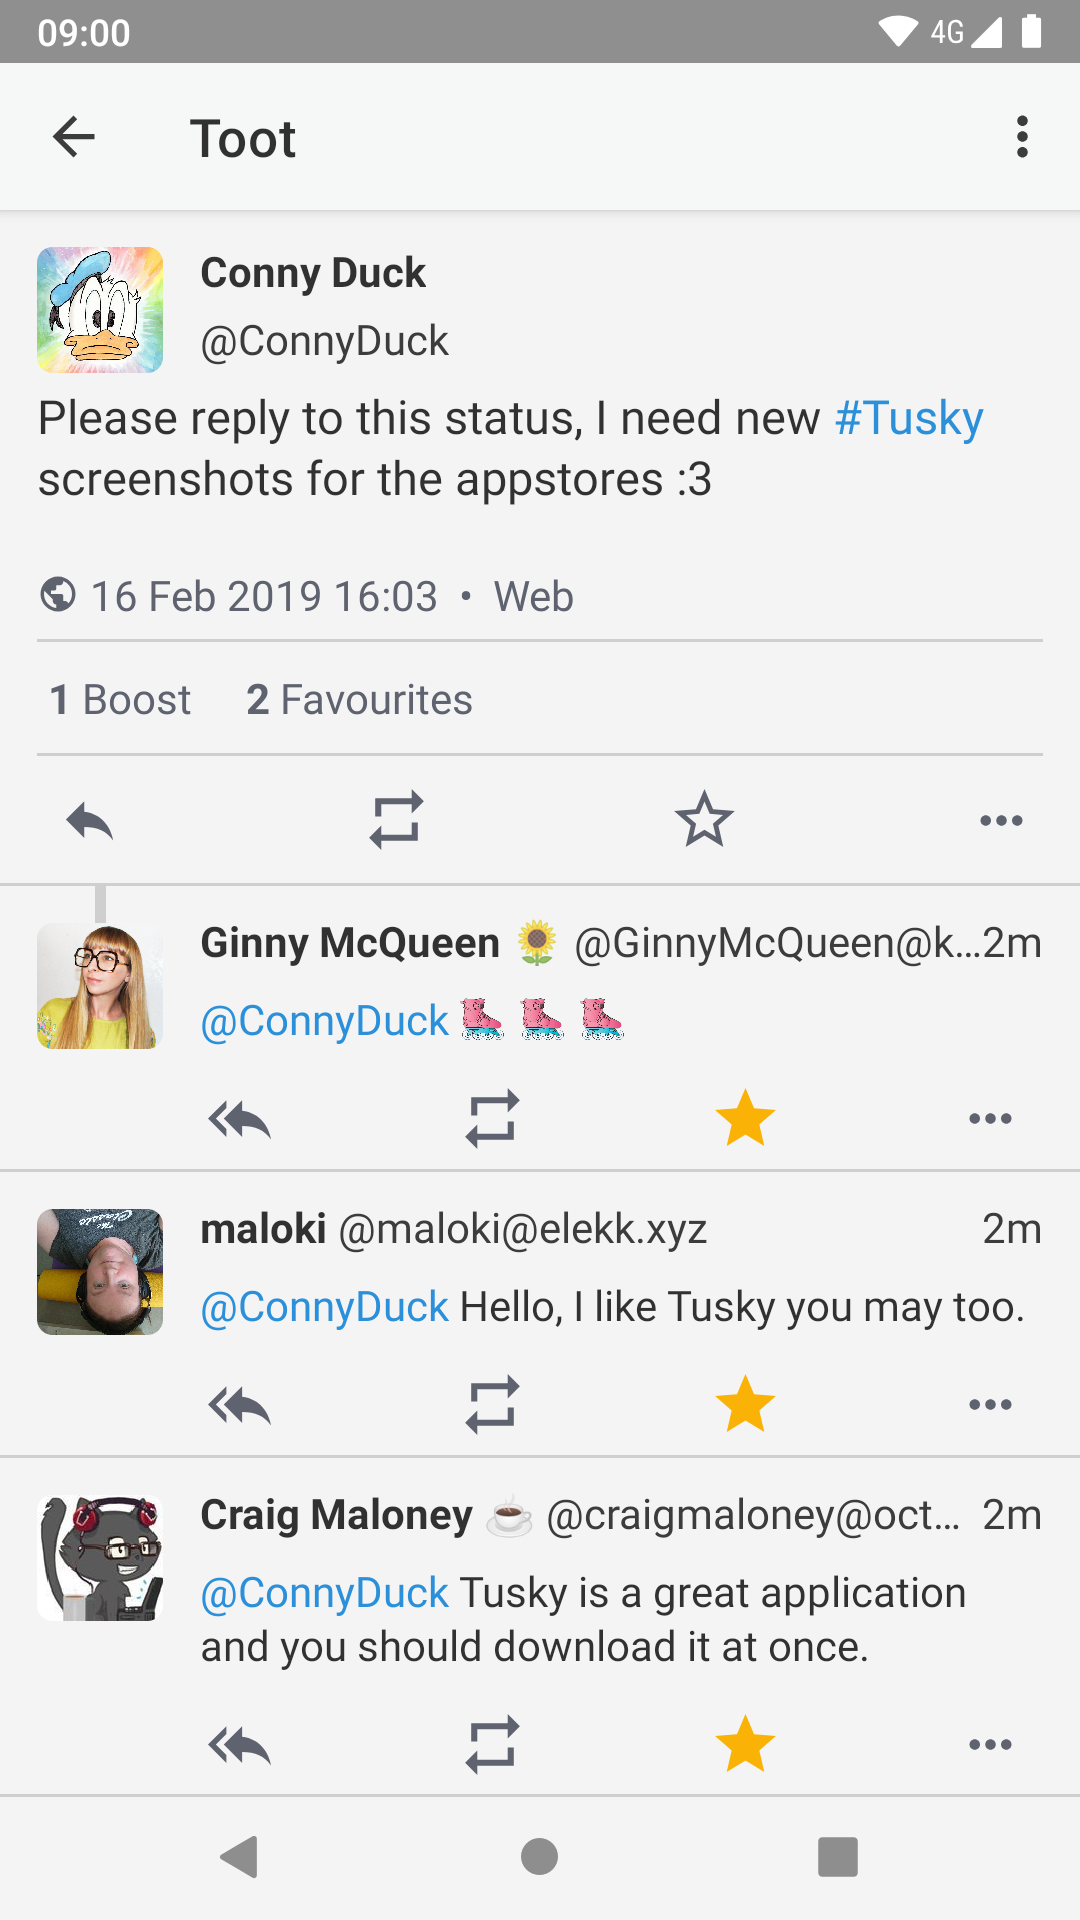 09:00
4G
Toot
Conny Duck
@ConnyDuck
Please reply to this status, I need new #Tusky
screenshots for the appstores :3
16 Feb 2019 16:03 • Web
1 Boost 2 Favourites
Ginny McQueen 🌻 @GinnyMcQueen@k...2m
@ConnyDuck
maloki @maloki@elekk.xyz 2m
@ConnyDuck Hello, I like Tusky you may too.
Craig Maloney ☕ @craigmaloney@oct... 2m
@ConnyDuck Tusky is a great application
and you should download it at once.